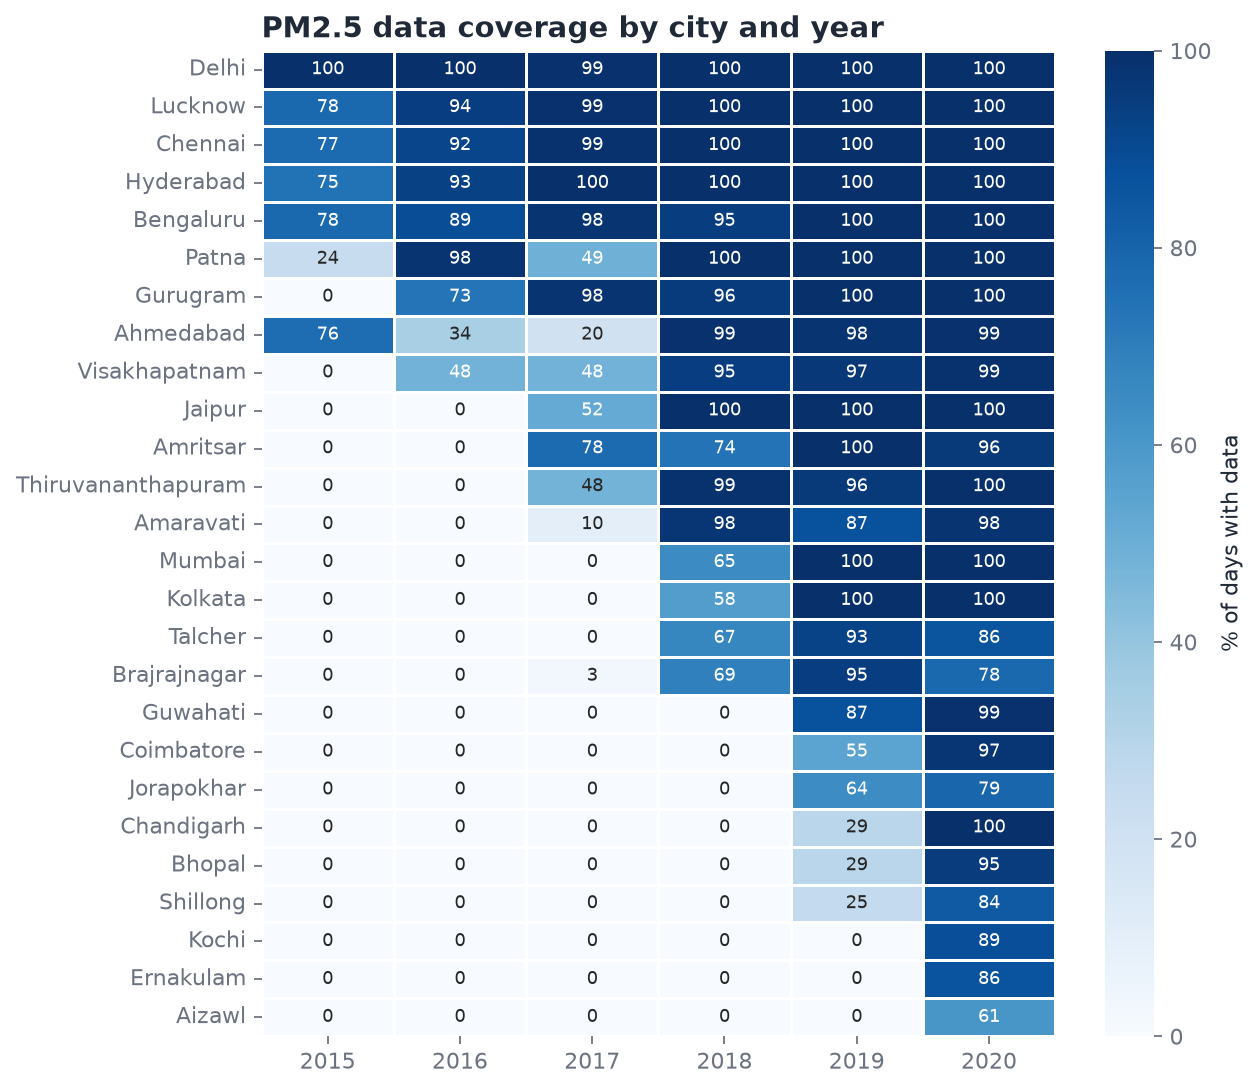 PM2.5 data coverage by city and year
Delhi 100 100 99 100 100 100
Lucknow 78 94 99 100 100 100
Chennai 77 92 99 100 100 100
Hyderabad 75 93 100 100 100 100
Bengaluru 78 89 98 95 100 100
Patna 24 98 49 100 100 100
Gurugram 0 73 98 96 100 100
Ahmedabad 76 34 20 99 98 99
Visakhapatnam 0 48 48 95 97 99
Jaipur 0 0 52 100 100 100
Amritsar 0 0 78 74 100 96
Thiruvananthapuram 0 0 48 99 96 100
Amaravati 0 0 10 98 87 98
Mumbai 0 0 0 65 100 100
Kolkata 0 0 0 58 100 100
Talcher 0 0 0 67 93 86
Brajrajnagar 0 0 3 69 95 78
Guwahati 0 0 0 0 87 99
Coimbatore 0 0 0 0 55 97
Jorapokhar 0 0 0 0 64 79
Chandigarh 0 0 0 0 29 100
Bhopal 0 0 0 0 29 95
Shillong 0 0 0 0 25 84
Kochi 0 0 0 0 0 89
Ernakulam 0 0 0 0 0 86
Aizawl 0 0 0 0 0 61
2015 2016 2017 2018 2019 2020
100
80
60
40
20
0
% of days with data